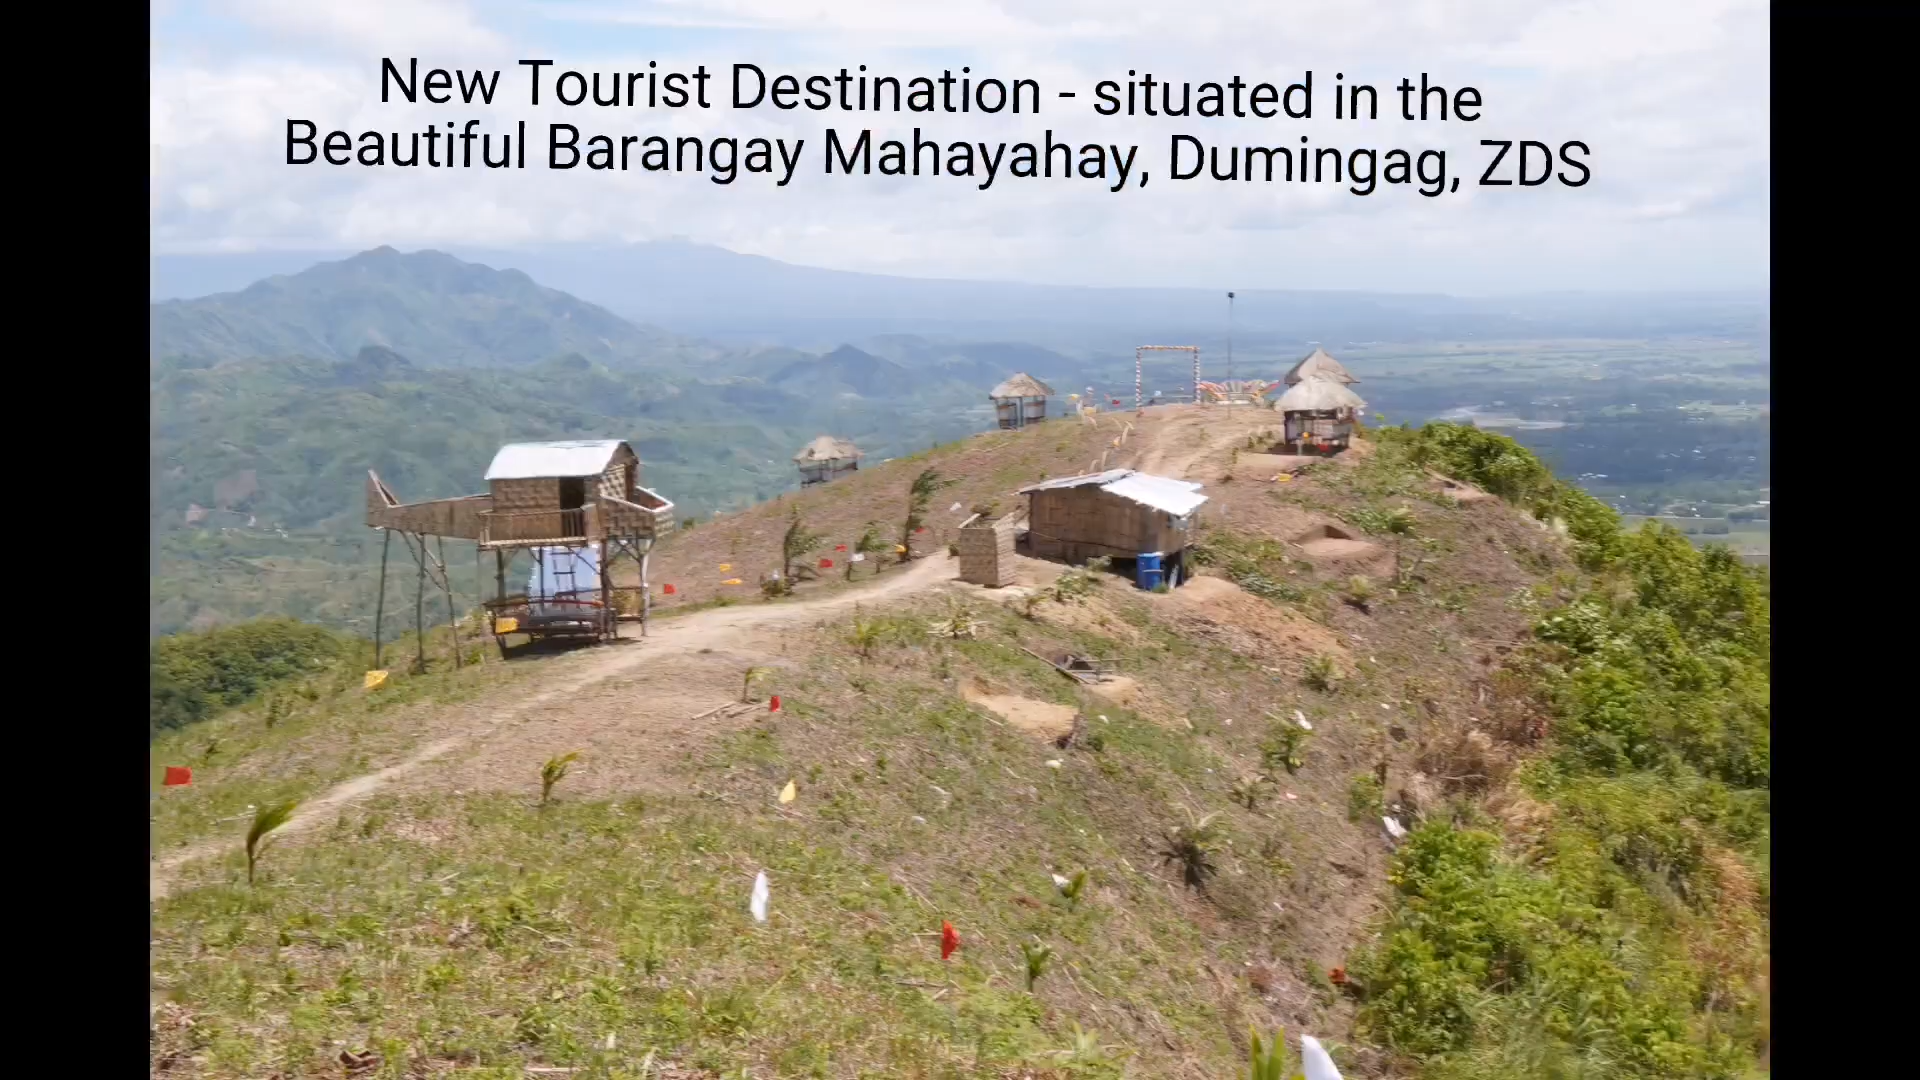 New Tourist Destination - situated in the
Beautiful Barangay Mahayahay, Dumingag, ZDS